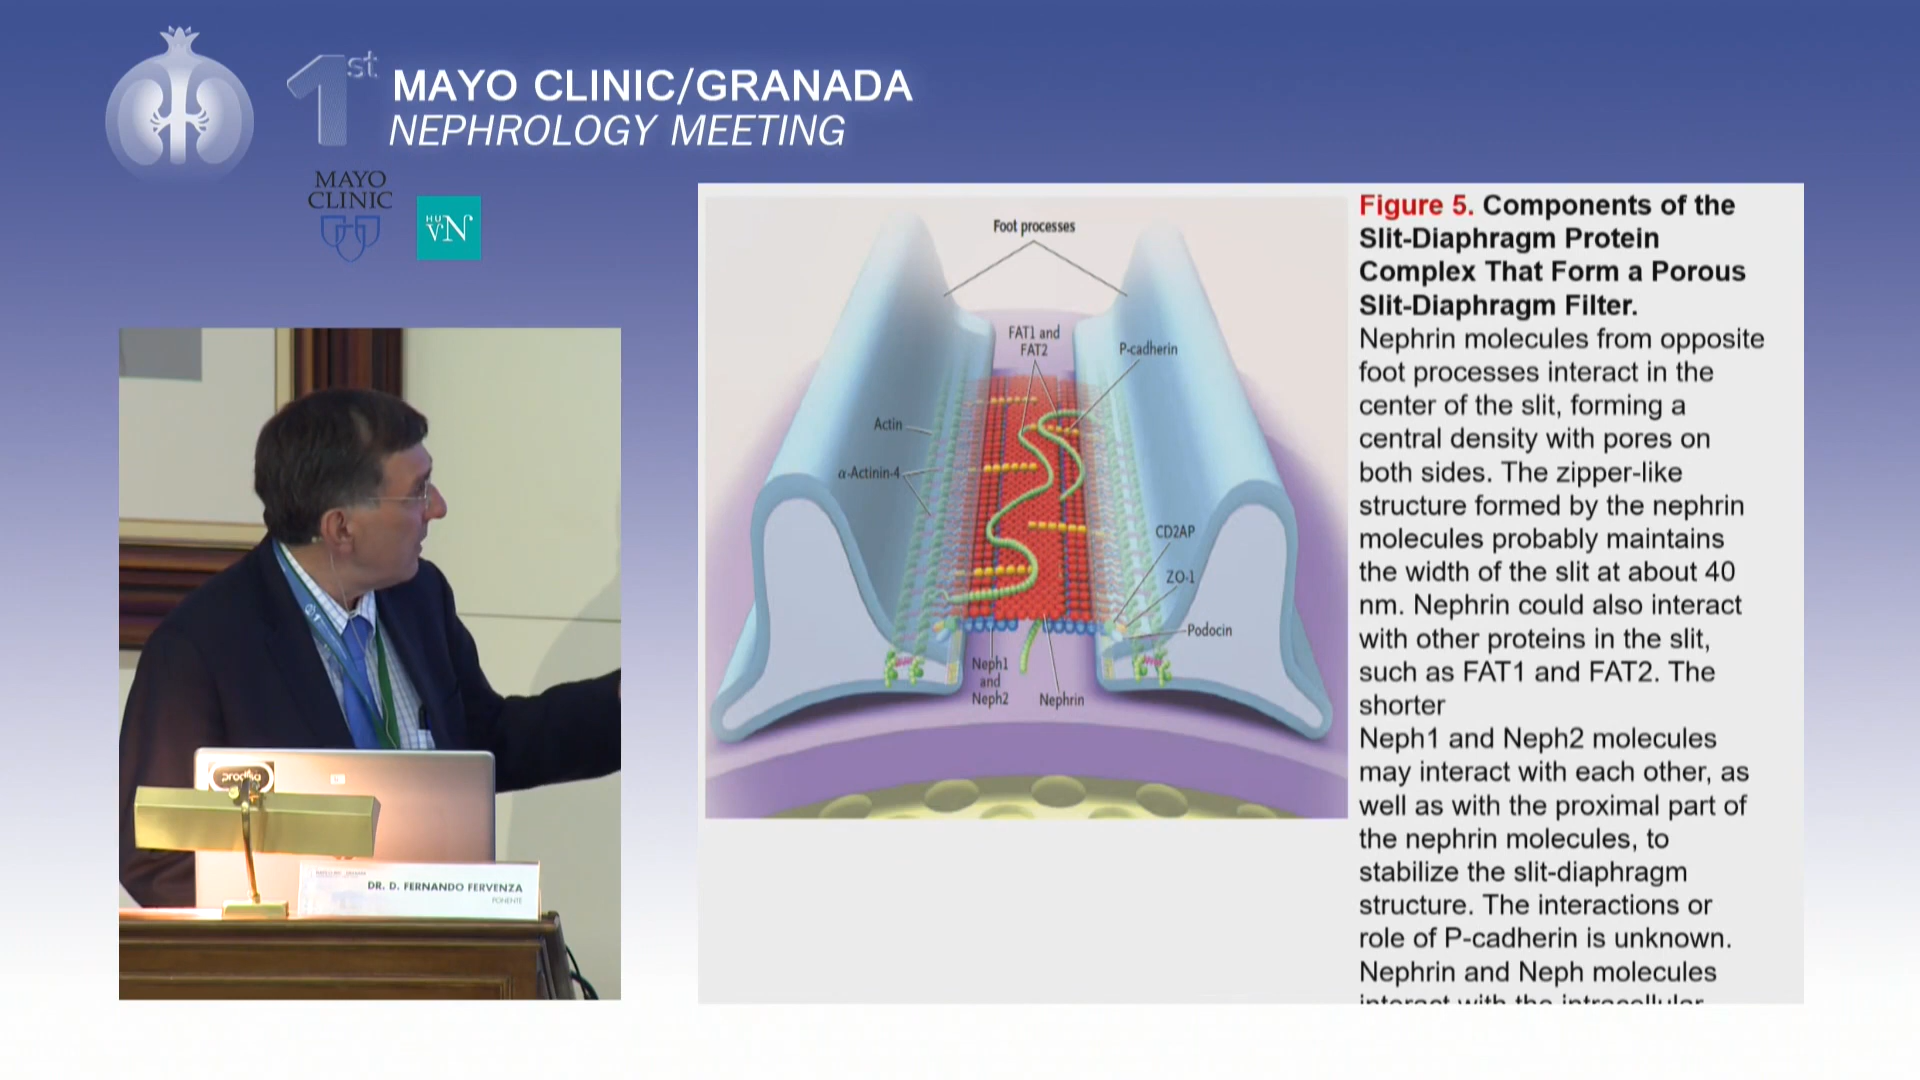 1st
MAYO CLINIC/GRANADA
NEPHROLOGY MEETING
MAYO
CLINIC
HU
VN
Foot processes
FAT1 and
FAT2
P-cadherin
Actin
α-Actinin-4
CD2AP
ZO-1
Podocin
Neph1
and
Neph2
Nephrin
Figure 5. Components of the
Slit-Diaphragm Protein
Complex That Form a Porous
Slit-Diaphragm Filter.
Nephrin molecules from opposite
foot processes interact in the
center of the slit, forming a
central density with pores on
both sides. The zipper-like
structure formed by the nephrin
molecules probably maintains
the width of the slit at about 40
nm. Nephrin could also interact
with other proteins in the slit,
such as FAT1 and FAT2. The
shorter
Neph1 and Neph2 molecules
may interact with each other, as
well as with the proximal part of
the nephrin molecules, to
stabilize the slit-diaphragm
structure. The interactions or
role of P-cadherin is unknown.
Nephrin and Neph molecules
interact with the intracellular
DR. D. FERNANDO FERVENZA
PONENTE